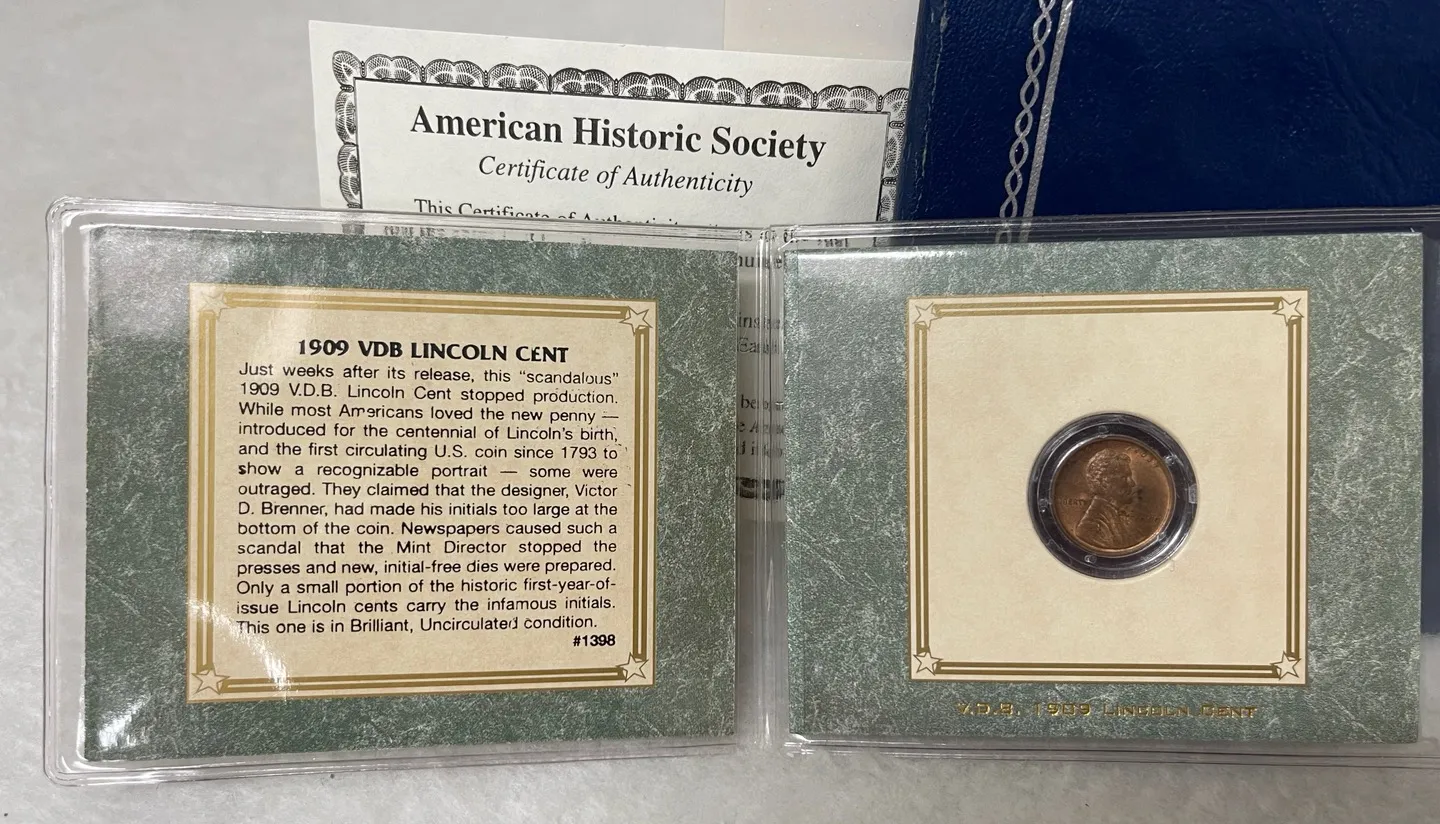 American Historic Society
Certificate of Authenticity
This Certificate of Authenticity
1909 VDB LINCOLN CENT
Just weeks after its release, this "scandalous"
1909 V.D.B. Lincoln Cent stopped production.
While most Americans loved the new penny —
introduced for the centennial of Lincoln's birth,
and the first circulating U.S. coin since 1793 to
show a recognizable portrait — some were
outraged. They claimed that the designer, Victor
D. Brenner, had made his initials too large at the
bottom of the coin. Newspapers caused such a
scandal that the Mint Director stopped the
presses and new, initial-free dies were prepared.
Only a small portion of the historic first-year-of-
issue Lincoln cents carry the infamous initials.
This one is in Brilliant, Uncirculated condition.
#1398
LIBERTY
V.D.B. 1909 LINCOLN CENT